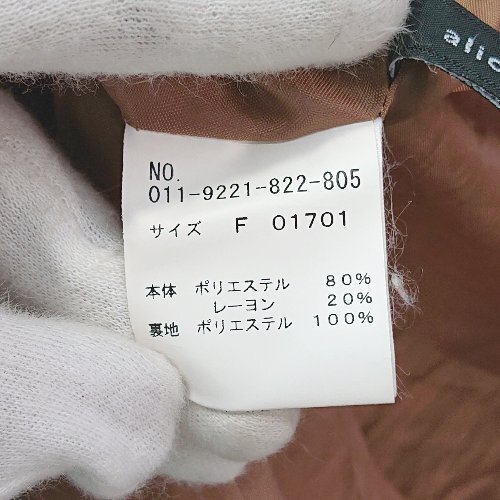 NO.
011-9221-822-805
サイズ F 01701
本体 ポリエステル 80%
レーヨン 20%
裏地 ポリエステル 100%